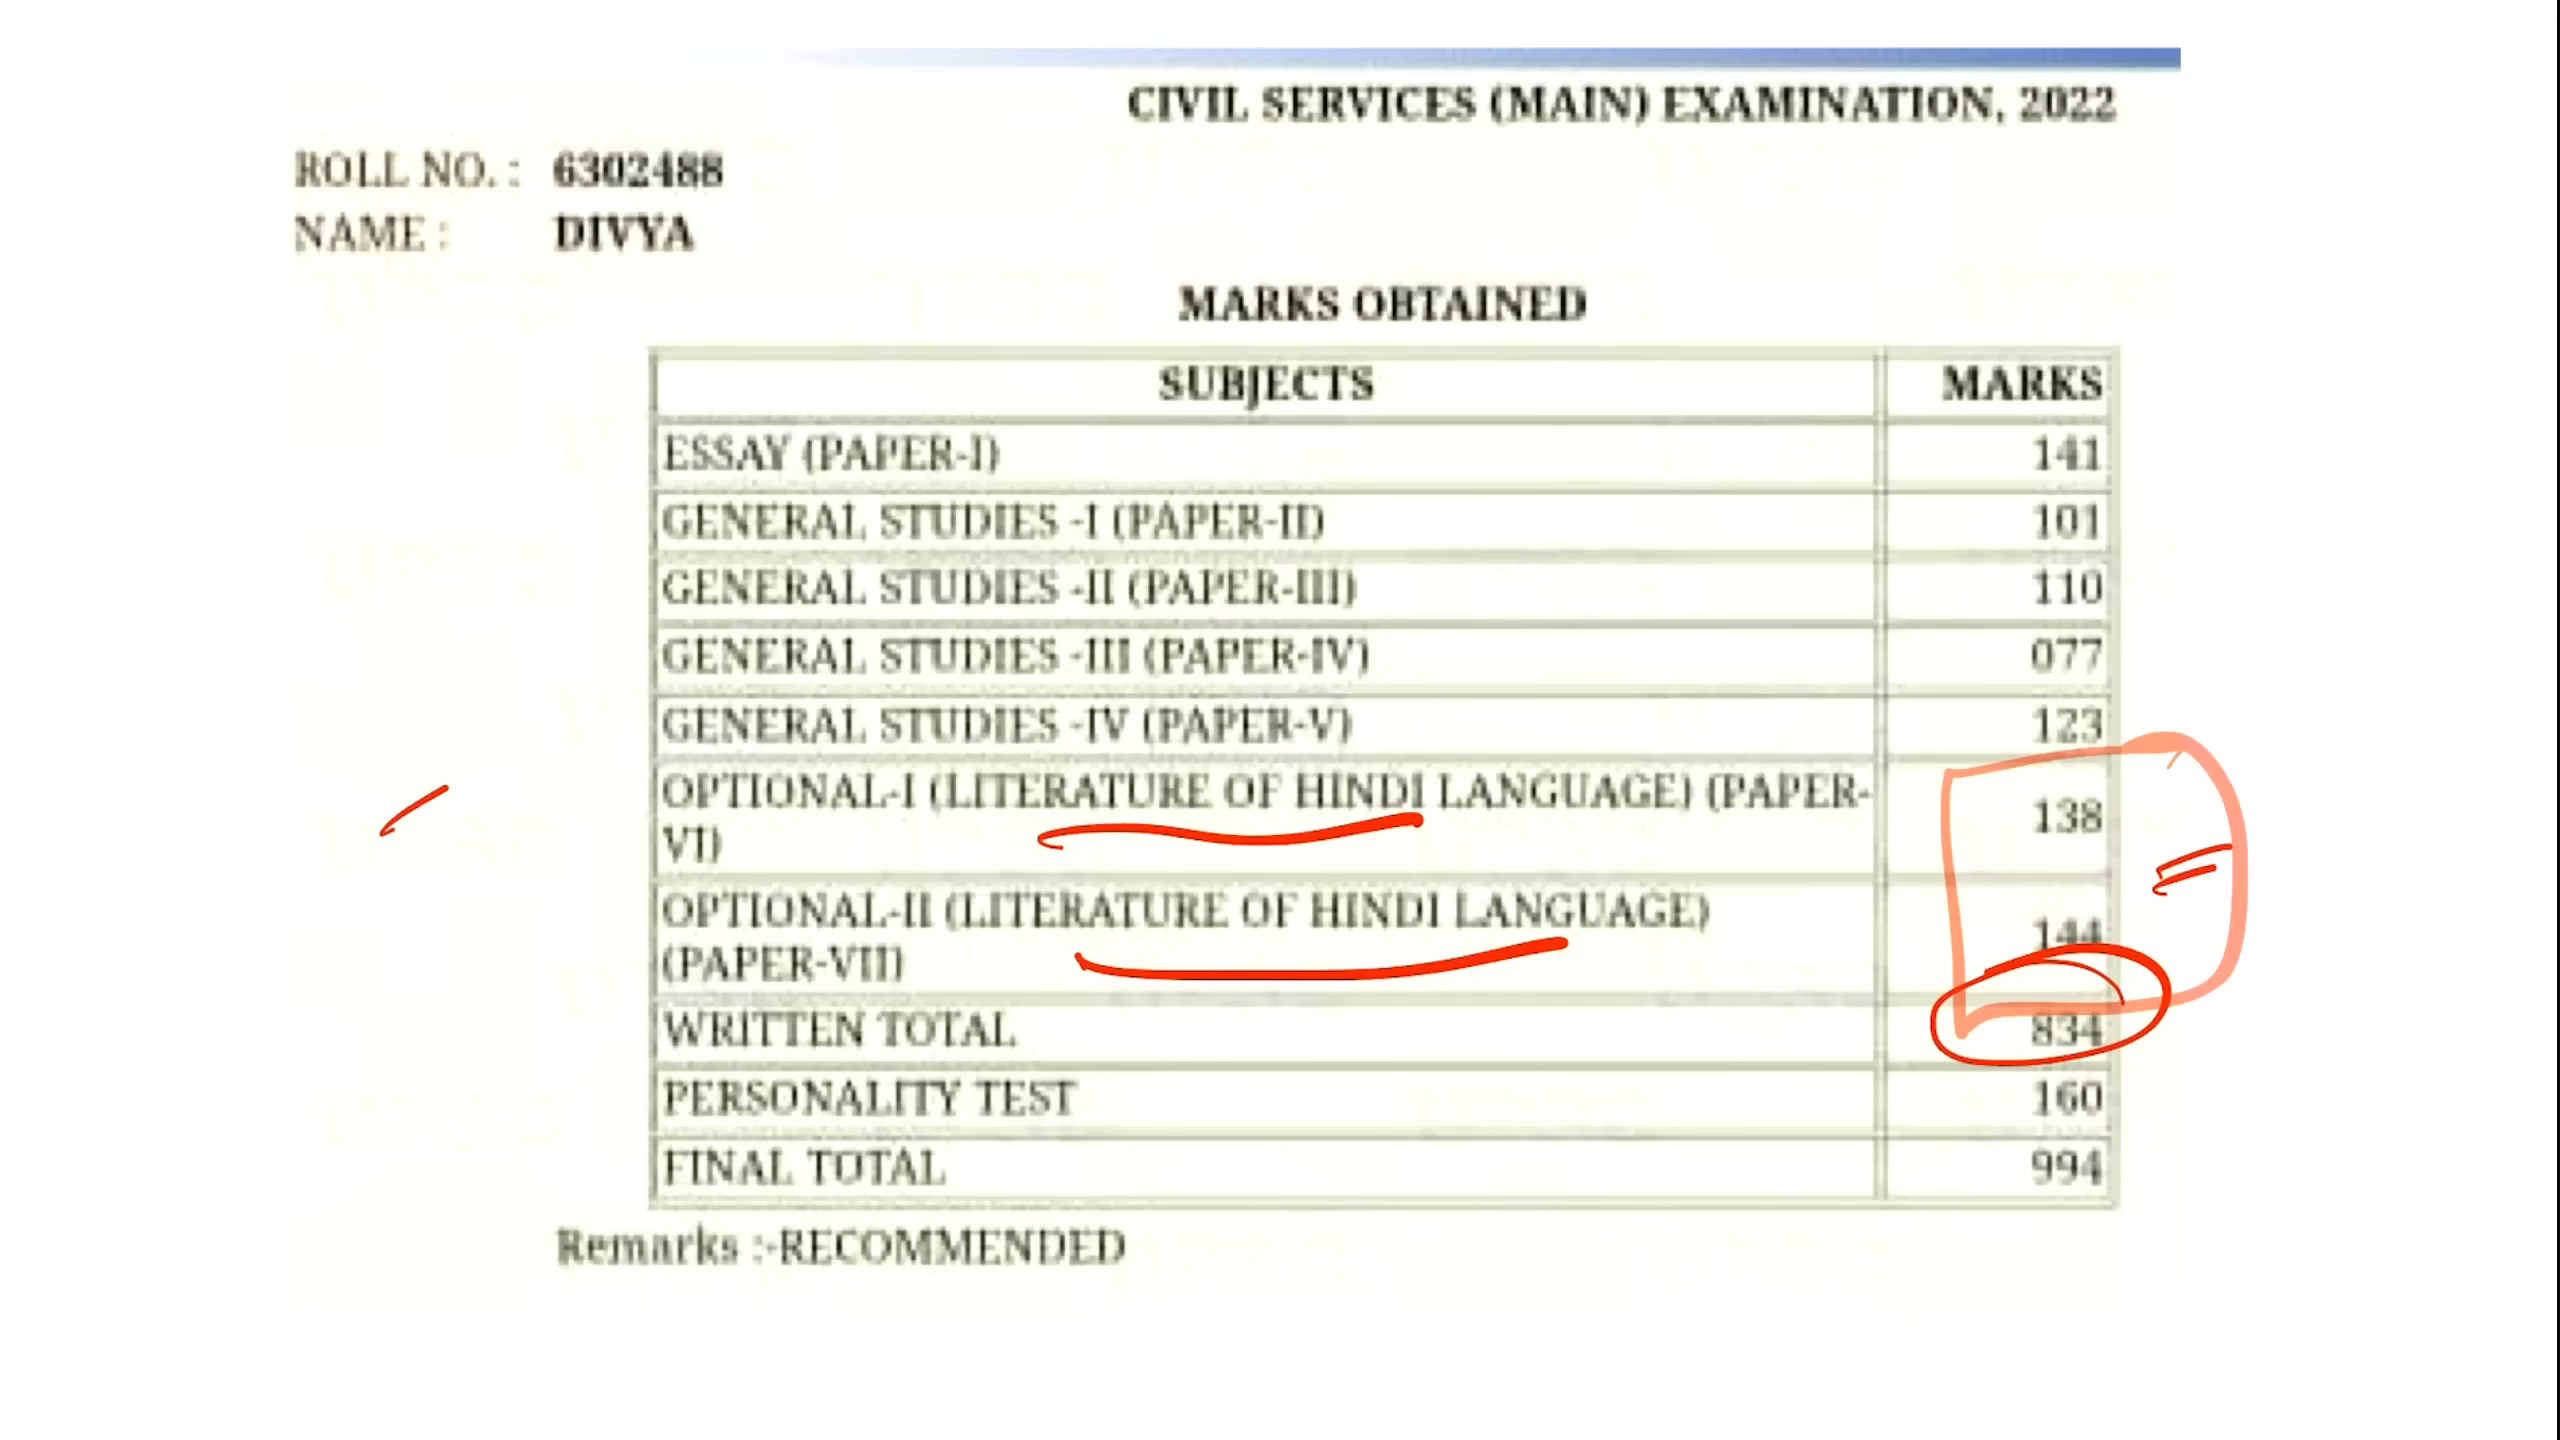 CIVIL SERVICES (MAIN) EXAMINATION, 2022
ROLL NO. : 6302488
NAME : DIVYA
MARKS OBTAINED
SUBJECTS MARKS
ESSAY (PAPER-I) 141
GENERAL STUDIES -I (PAPER-II) 101
GENERAL STUDIES -II (PAPER-III) 110
GENERAL STUDIES -III (PAPER-IV) 077
GENERAL STUDIES -IV (PAPER-V) 123
OPTIONAL-I (LITERATURE OF HINDI LANGUAGE) (PAPER-
VI) 138
OPTIONAL-II (LITERATURE OF HINDI LANGUAGE)
(PAPER-VII) 144
WRITTEN TOTAL 834
PERSONALITY TEST 160
FINAL TOTAL 994
Remarks :-RECOMMENDED